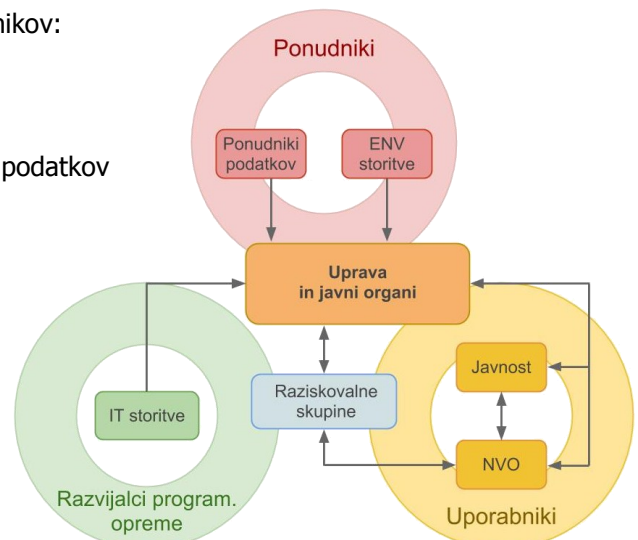 nikov:
podatkov
Ponudniki
Ponudniki
podatkov
ENV
storitve
Uprava
in javni organi
Javnost
Raziskovalne
skupine
IT storitve
NVO
Razvijalci program.
opreme
Uporabniki